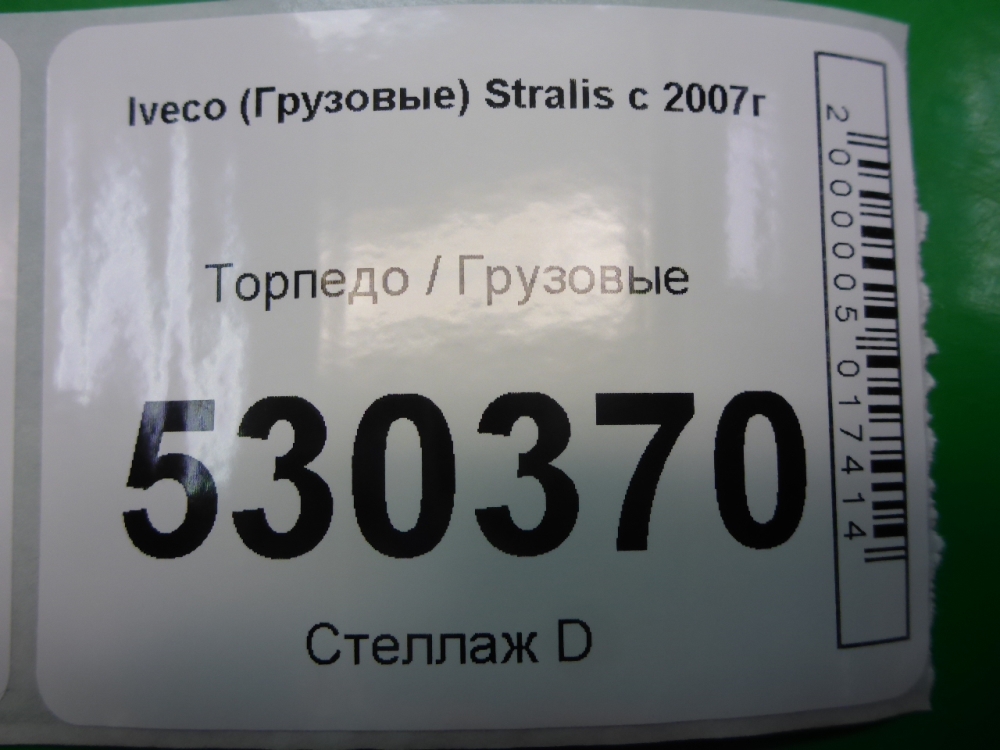 Iveco (Грузовые) Stralis с 2007г
Торпедо / Грузовые
530370
Стеллаж D
2000005017414